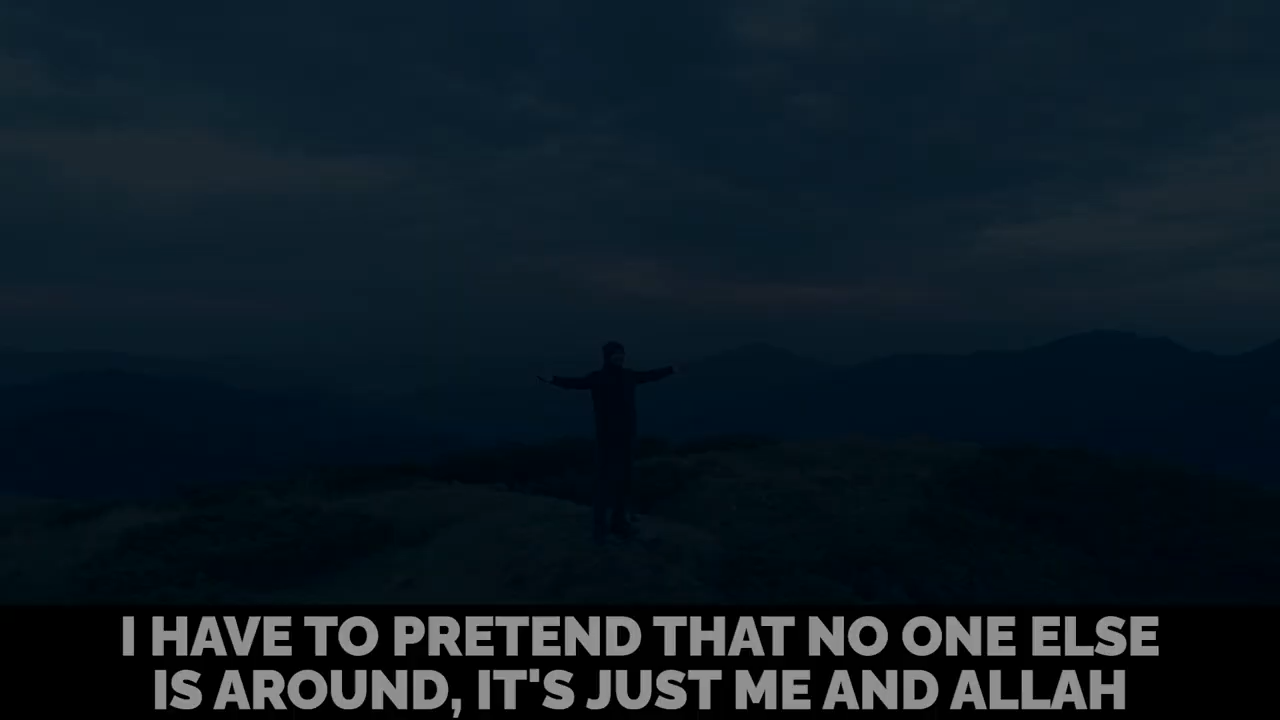 I HAVE TO PRETEND THAT NO ONE ELSE
IS AROUND, IT'S JUST ME AND ALLAH